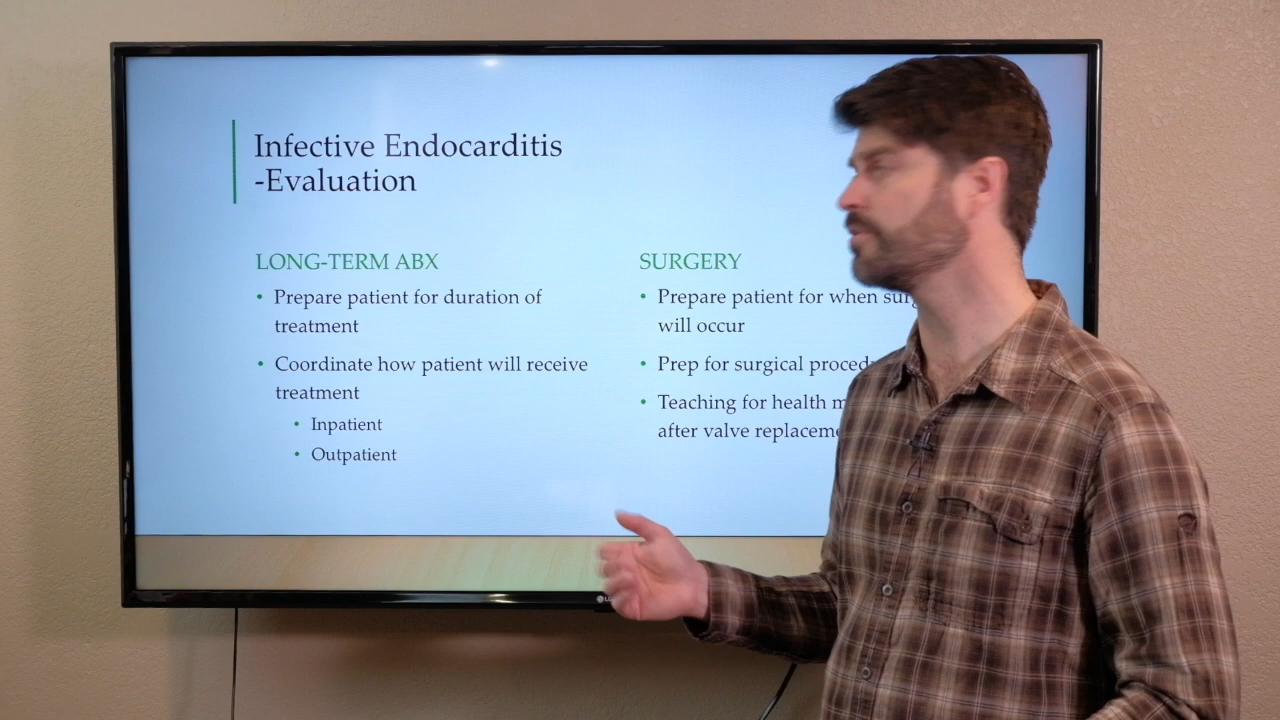 Infective Endocarditis
-Evaluation
LONG-TERM ABX
• Prepare patient for duration of
treatment
• Coordinate how patient will receive
treatment
• Inpatient
• Outpatient
SURGERY
• Prepare patient for when
will occur
• Prep for surgical
• Teaching for health
after valve